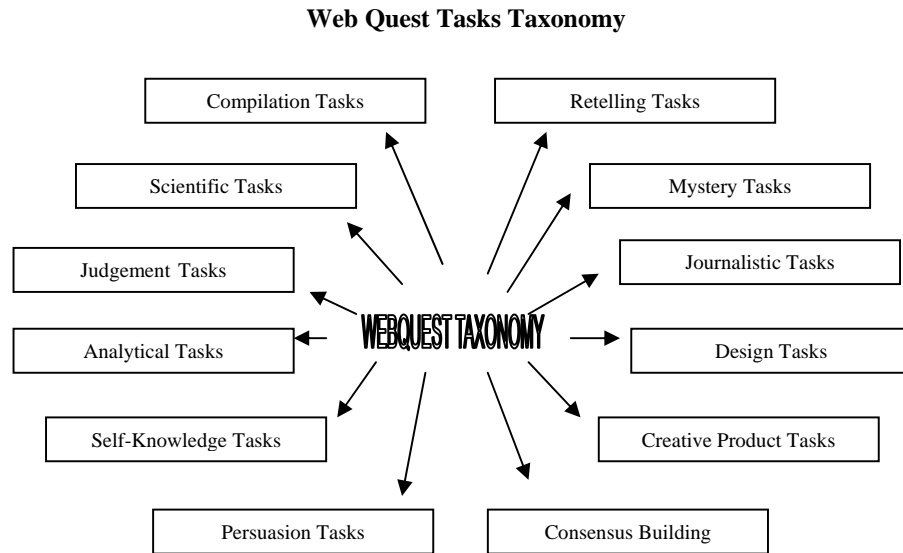 Web Quest Tasks Taxonomy
Compilation Tasks
Retelling Tasks
Scientific Tasks
Mystery Tasks
Judgement Tasks
Journalistic Tasks
WEBQUEST TAXONOMY
Analytical Tasks
Design Tasks
Self-Knowledge Tasks
Creative Product Tasks
Persuasion Tasks
Consensus Building